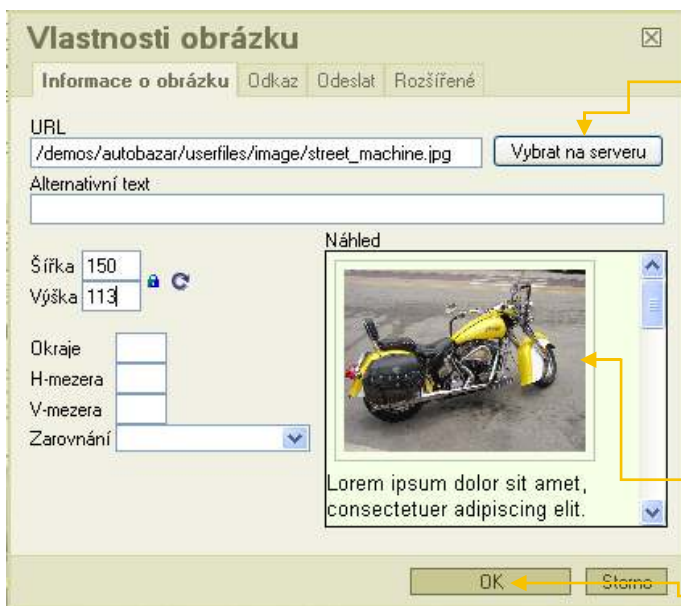 Vlastnosti obrázku
Informace o obrázku Odkaz Odeslat Rozšířené
URL
/demos/autobazar/userfiles/image/street_machine.jpg Vybrat na serveru
Alternativní text
Náhled
Šířka 150
Výška 113
Okraje
H-mezera
V-mezera
Zarovnání
Lorem ipsum dolor sit amet,
consectetuer adipiscing elit.
OK Storno